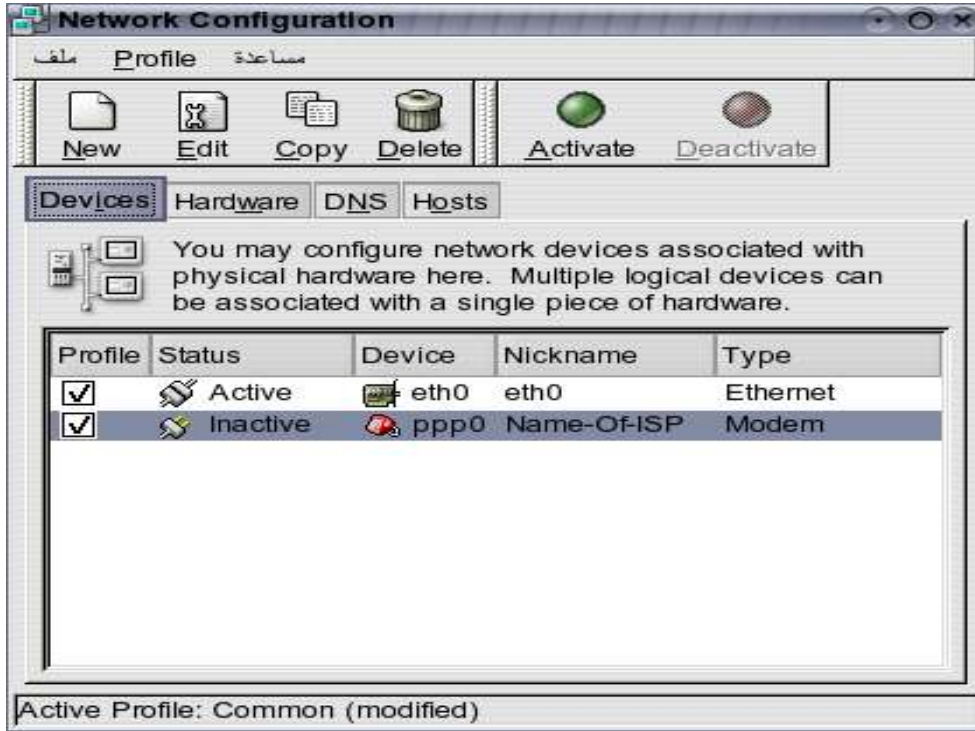 Network Configuration
ملف Profile مساعدة
New Edit Copy Delete Activate Deactivate
Devices Hardware DNS Hosts
You may configure network devices associated with
physical hardware here. Multiple logical devices can
be associated with a single piece of hardware.
Profile Status Device Nickname Type
Active eth0 eth0 Ethernet
Inactive ppp0 Name-Of-ISP Modem
Active Profile: Common (modified)